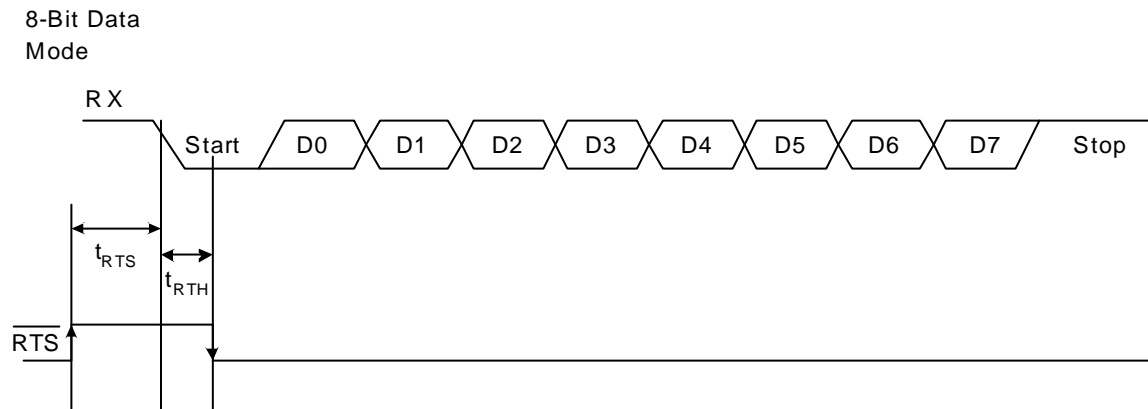 8-Bit Data
Mode
RX
Start D0 D1 D2 D3 D4 D5 D6 D7 Stop
tRTS
tRTH
RTS